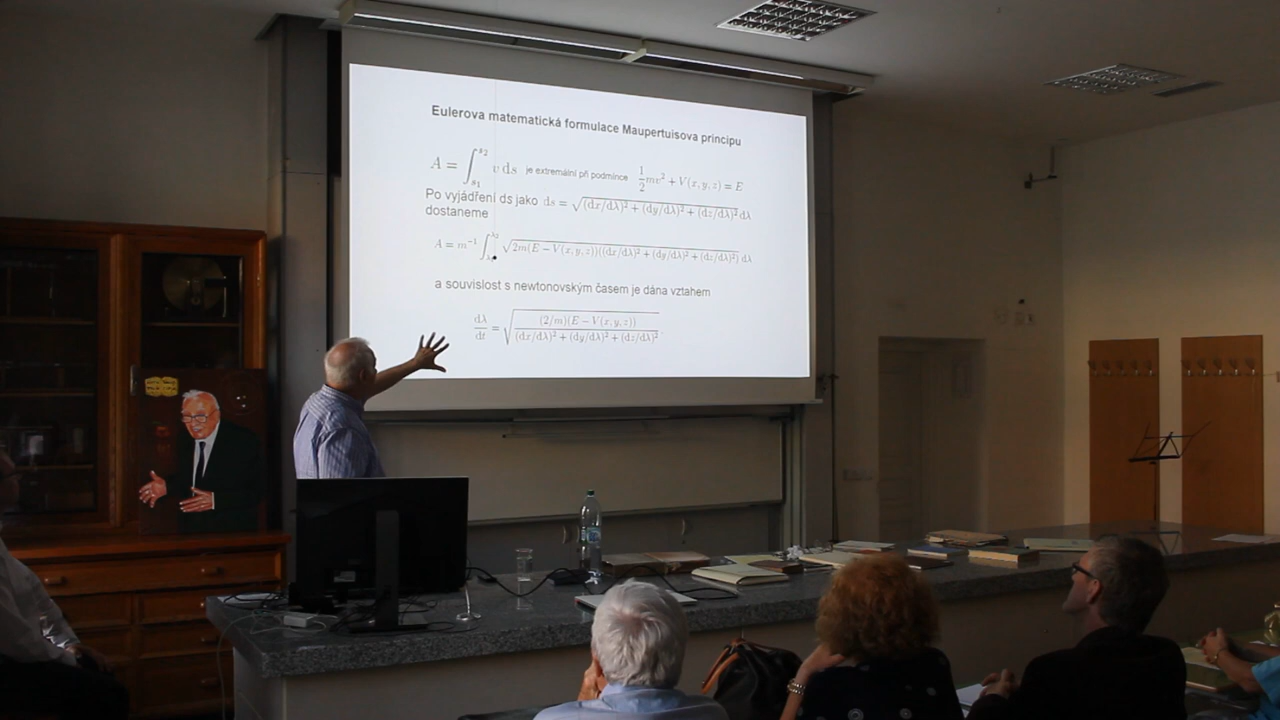 Eulerova matematická formulace Maupertuisova principu
A = ∫_{s₁}^{s₂} v ds je extremální při podmínce 1/2 mv² + V(x, y, z) = E
Po vyjádření ds jako ds = √((dx/dλ)² + (dy/dλ)² + (dz/dλ)²) dλ
dostaneme
A = m⁻¹ ∫_{λ₁}^{λ₂} √(2m(E − V(x, y, z))((dx/dλ)² + (dy/dλ)² + (dz/dλ)²)) dλ
a souvislost s newtonovským časem je dána vztahem
dλ/dt = √((2/m)(E − V(x, y, z)) / ((dx/dλ)² + (dy/dλ)² + (dz/dλ)²))